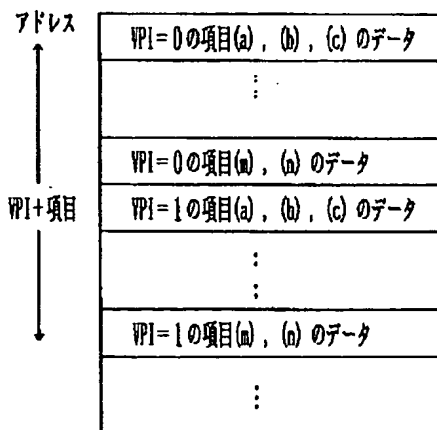 アドレス
VPI=0の項目(a), (b), (c)のデータ
⋮
VPI=0の項目(m), (n)のデータ
VPI+項目
VPI=1の項目(a), (b), (c)のデータ
⋮
VPI=1の項目(m), (n)のデータ
⋮